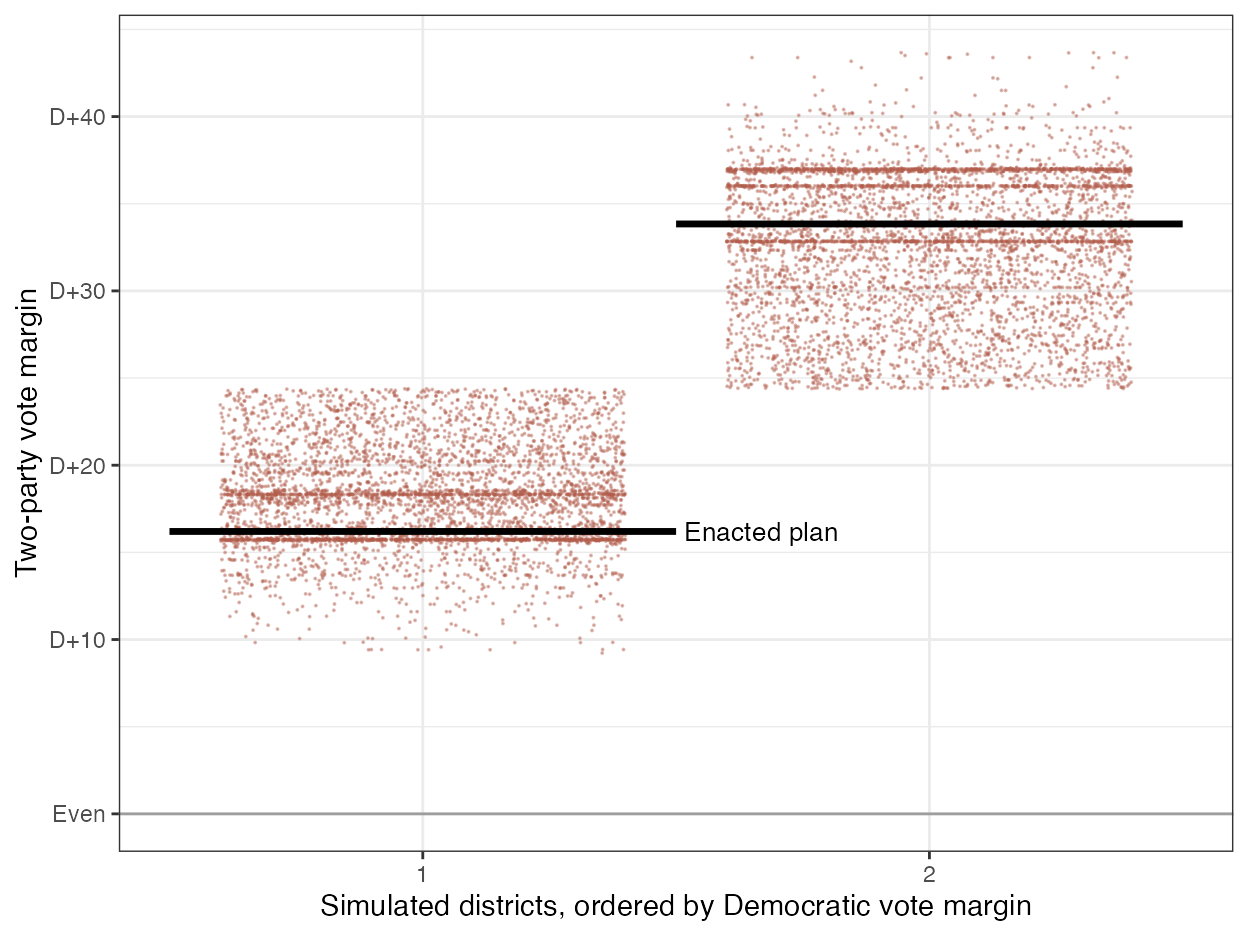 Two-party vote margin
D+40
D+30
D+20
D+10
Even
Enacted plan
1
2
Simulated districts, ordered by Democratic vote margin